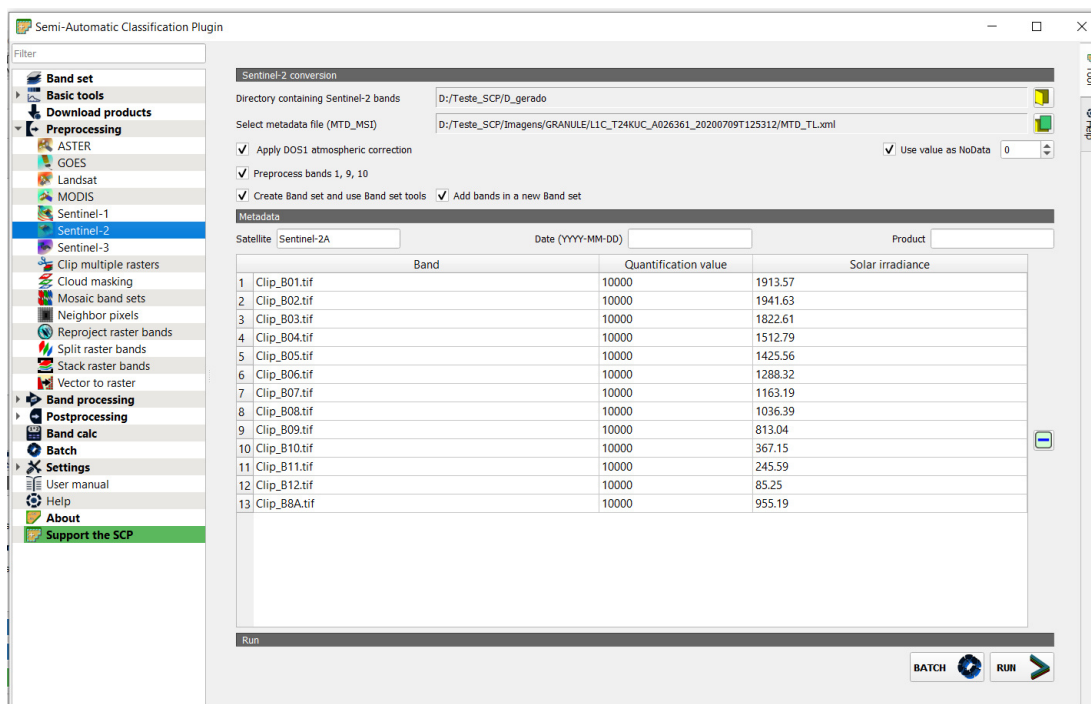 Semi-Automatic Classification Plugin
Filter
Band set
Basic tools
Download products
Preprocessing
ASTER
GOES
Landsat
MODIS
Sentinel-1
Sentinel-2
Sentinel-3
Clip multiple rasters
Cloud masking
Mosaic band sets
Neighbor pixels
Reproject raster bands
Split raster bands
Stack raster bands
Vector to raster
Band processing
Postprocessing
Band calc
Batch
Settings
User manual
Help
About
Support the SCP
Sentinel-2 conversion
Directory containing Sentinel-2 bands D:/Teste_SCP/D_gerado
Select metadata file (MTD_MSI) D:/Teste_SCP/Imagens/GRANULE/L1C_T24KUC_A026361_20200709T125312/MTD_TL.xml
Apply DOS1 atmospheric correction Use value as NoData 0
Preprocess bands 1, 9, 10
Create Band set and use Band set tools Add bands in a new Band set
Metadata
Satellite Sentinel-2A Date (YYYY-MM-DD) Product
Band Quantification value Solar irradiance
1 Clip_B01.tif 10000 1913.57
2 Clip_B02.tif 10000 1941.63
3 Clip_B03.tif 10000 1822.61
4 Clip_B04.tif 10000 1512.79
5 Clip_B05.tif 10000 1425.56
6 Clip_B06.tif 10000 1288.32
7 Clip_B07.tif 10000 1163.19
8 Clip_B08.tif 10000 1036.39
9 Clip_B09.tif 10000 813.04
10 Clip_B10.tif 10000 367.15
11 Clip_B11.tif 10000 245.59
12 Clip_B12.tif 10000 85.25
13 Clip_B8A.tif 10000 955.19
Run
BATCH RUN